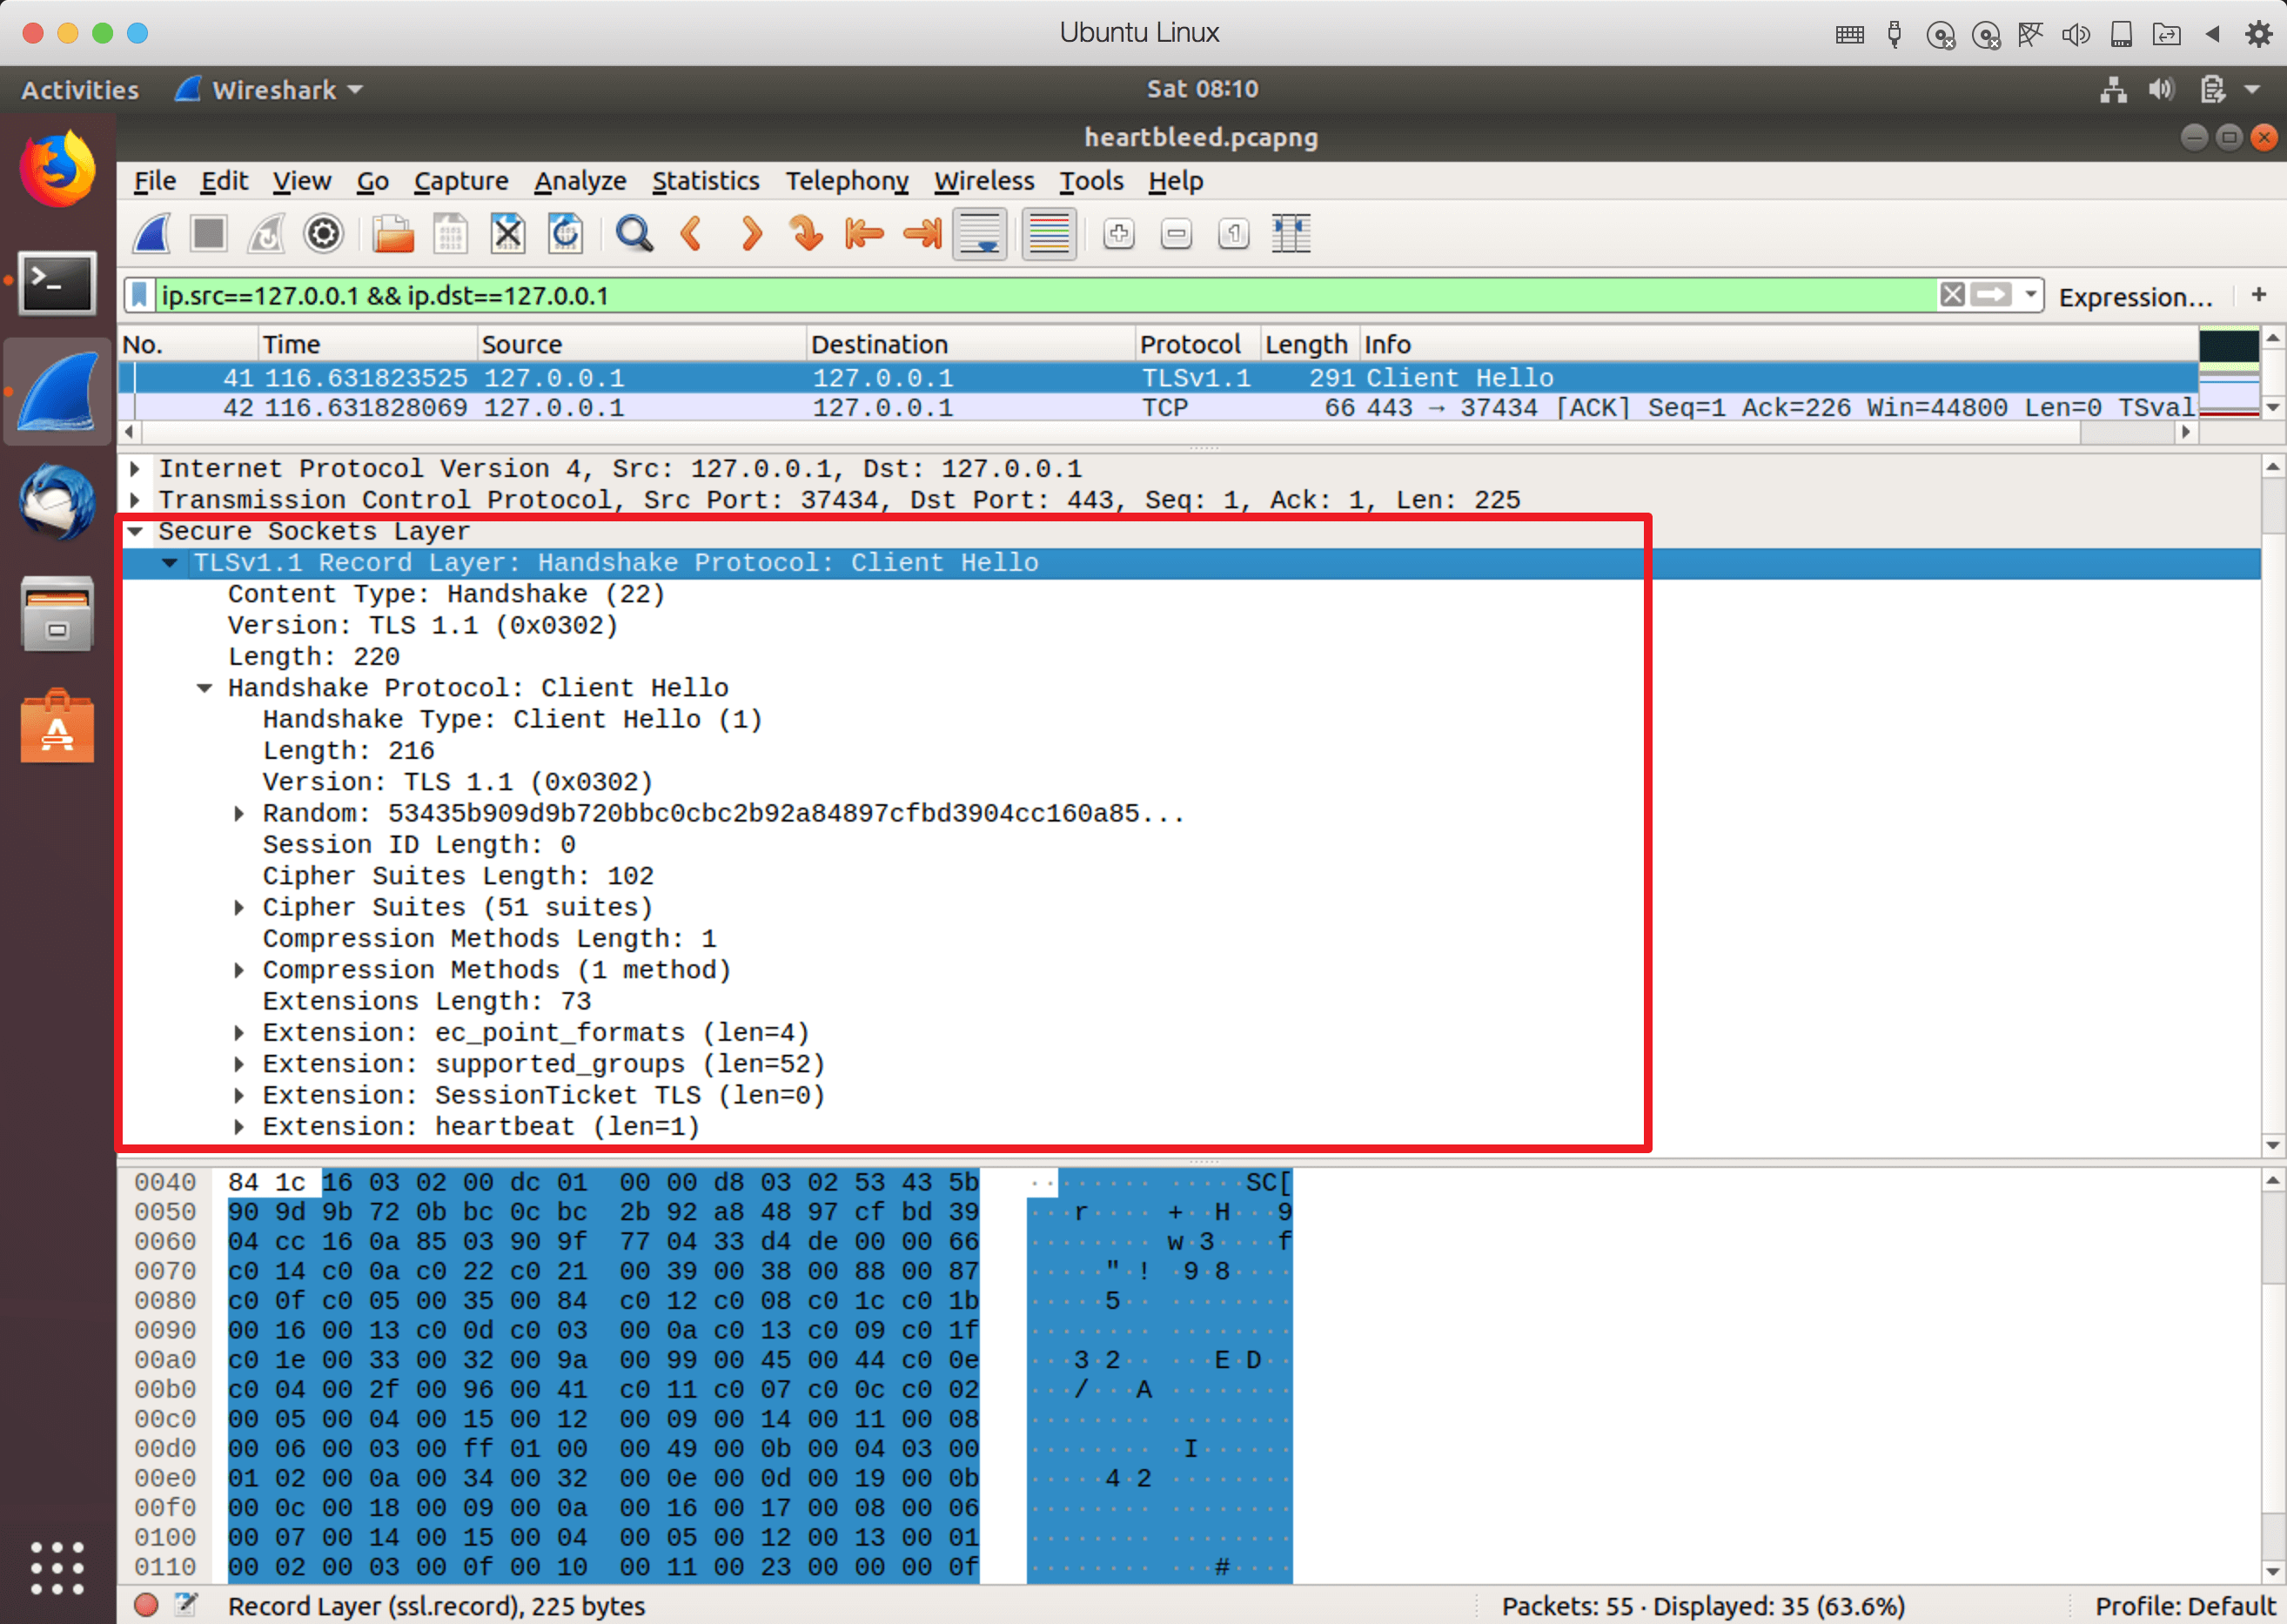 Ubuntu Linux
Activities Wireshark Sat 08:10
heartbleed.pcapng
File Edit View Go Capture Analyze Statistics Telephony Wireless Tools Help
ip.src==127.0.0.1 && ip.dst==127.0.0.1 Expression... +
No. Time Source Destination Protocol Length Info
41 116.631823525 127.0.0.1 127.0.0.1 TLSv1.1 291 Client Hello
42 116.631828069 127.0.0.1 127.0.0.1 TCP 66 443 → 37434 [ACK] Seq=1 Ack=226 Win=44800 Len=0 TSval
Internet Protocol Version 4, Src: 127.0.0.1, Dst: 127.0.0.1
Transmission Control Protocol, Src Port: 37434, Dst Port: 443, Seq: 1, Ack: 1, Len: 225
Secure Sockets Layer
TLSv1.1 Record Layer: Handshake Protocol: Client Hello
Content Type: Handshake (22)
Version: TLS 1.1 (0x0302)
Length: 220
Handshake Protocol: Client Hello
Handshake Type: Client Hello (1)
Length: 216
Version: TLS 1.1 (0x0302)
Random: 53435b909d9b720bbc0cbc2b92a84897cfbd3904cc160a85...
Session ID Length: 0
Cipher Suites Length: 102
Cipher Suites (51 suites)
Compression Methods Length: 1
Compression Methods (1 method)
Extensions Length: 73
Extension: ec_point_formats (len=4)
Extension: supported_groups (len=52)
Extension: SessionTicket TLS (len=0)
Extension: heartbeat (len=1)
0040 84 1c 16 03 02 00 dc 01 00 00 d8 03 02 53 43 5b ·· ······ ·····SC[
0050 90 9d 9b 72 0b bc 0c bc 2b 92 a8 48 97 cf bd 39 ···r···· +··H···9
0060 04 cc 16 0a 85 03 90 9f 77 04 33 d4 de 00 00 66 ········ w·3····f
0070 c0 14 c0 0a c0 22 c0 21 00 39 00 38 00 88 00 87 ·····"·! ·9·8····
0080 c0 0f c0 05 00 35 00 84 c0 12 c0 08 c0 1c c0 1b ·····5·· ········
0090 00 16 00 13 c0 0d c0 03 00 0a c0 13 c0 09 c0 1f ········ ········
00a0 c0 1e 00 33 00 32 00 9a 00 99 00 45 00 44 c0 0e ···3·2·· ···E·D··
00b0 c0 04 00 2f 00 96 00 41 c0 11 c0 07 c0 0c c0 02 ···/···A ········
00c0 00 05 00 04 00 15 00 12 00 09 00 14 00 11 00 08 ········ ········
00d0 00 06 00 03 00 ff 01 00 00 49 00 0b 00 04 03 00 ········ ·I······
00e0 01 02 00 0a 00 34 00 32 00 0e 00 0d 00 19 00 0b ·····4·2 ········
00f0 00 0c 00 18 00 09 00 0a 00 16 00 17 00 08 00 06 ········ ········
0100 00 07 00 14 00 15 00 04 00 05 00 12 00 13 00 01 ········ ········
0110 00 02 00 03 00 0f 00 10 00 11 00 23 00 00 00 0f ········ ···#····
Record Layer (ssl.record), 225 bytes Packets: 55 · Displayed: 35 (63.6%) Profile: Default